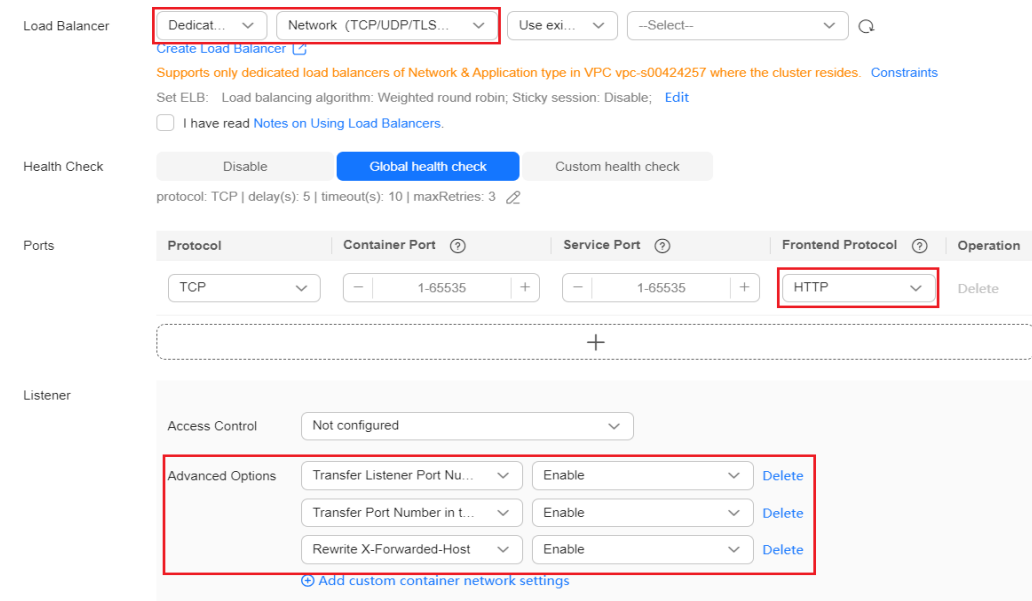 Load Balancer Dedicat... Network (TCP/UDP/TLS... Use exi... --Select--
Create Load Balancer
Supports only dedicated load balancers of Network & Application type in VPC vpc-s00424257 where the cluster resides. Constraints
Set ELB: Load balancing algorithm: Weighted round robin; Sticky session: Disable; Edit
I have read Notes on Using Load Balancers.
Health Check Disable Global health check Custom health check
protocol: TCP | delay(s): 5 | timeout(s): 10 | maxRetries: 3
Ports Protocol Container Port ? Service Port ? Frontend Protocol ? Operation
TCP − 1-65535 + − 1-65535 + HTTP Delete
+
Listener
Access Control Not configured
Advanced Options Transfer Listener Port Nu... Enable Delete
Transfer Port Number in t... Enable Delete
Rewrite X-Forwarded-Host Enable Delete
Add custom container network settings